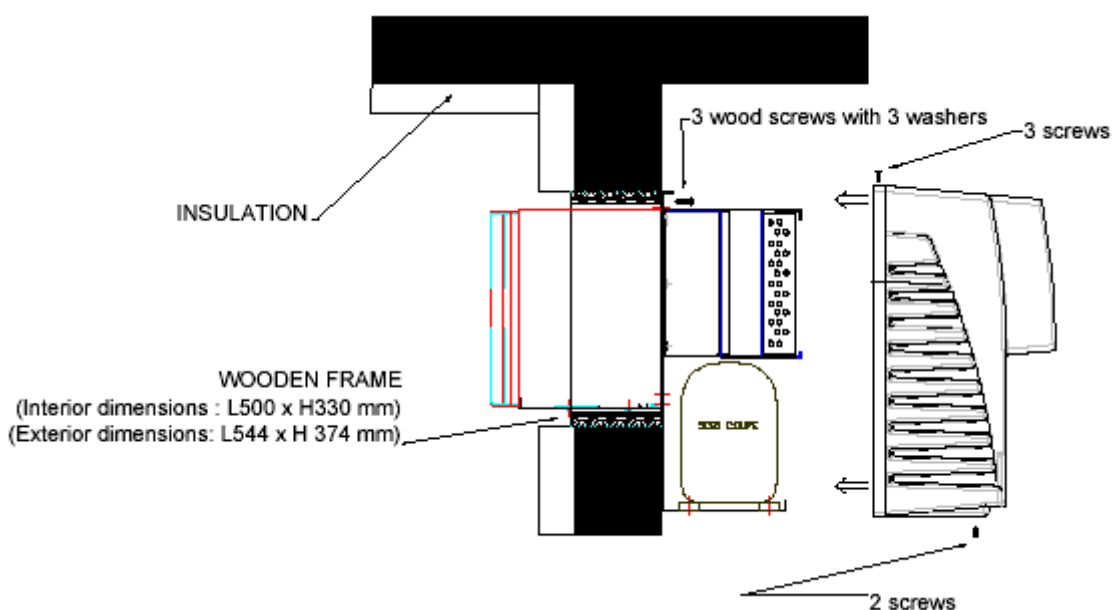 3 wood screws with 3 washers
3 screws
INSULATION
WOODEN FRAME
(Interior dimensions : L500 x H330 mm)
(Exterior dimensions: L544 x H 374 mm)
COUPE
2 screws